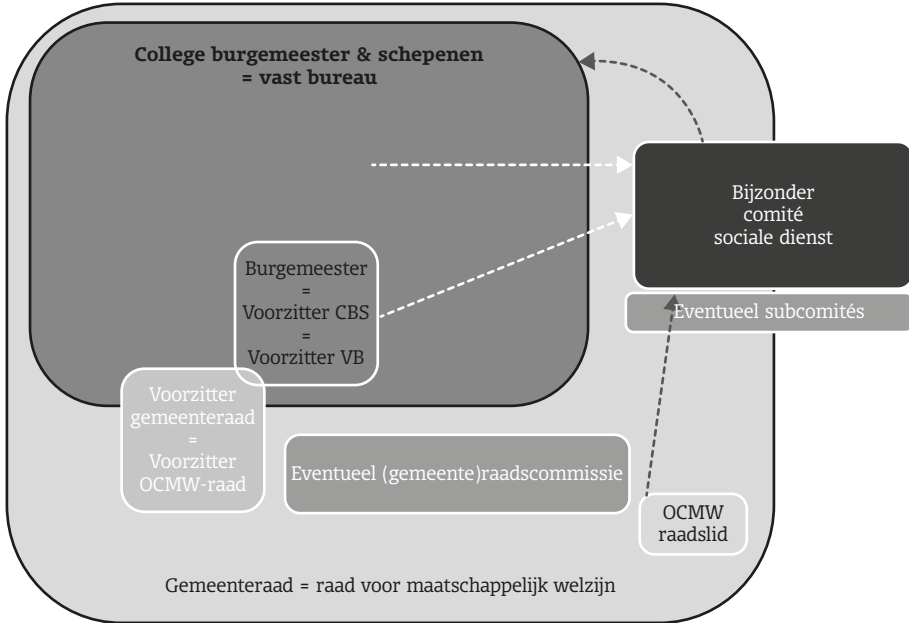 College burgemeester & schepenen
= vast bureau
Bijzonder
comité
sociale dienst
Burgemeester
=
Voorzitter CBS
=
Voorzitter VB
Eventueel subcomités
Voorzitter
gemeenteraad
=
Voorzitter
OCMW-raad
Eventueel (gemeente)raadscommissie
OCMW
raadslid
Gemeenteraad = raad voor maatschappelijk welzijn